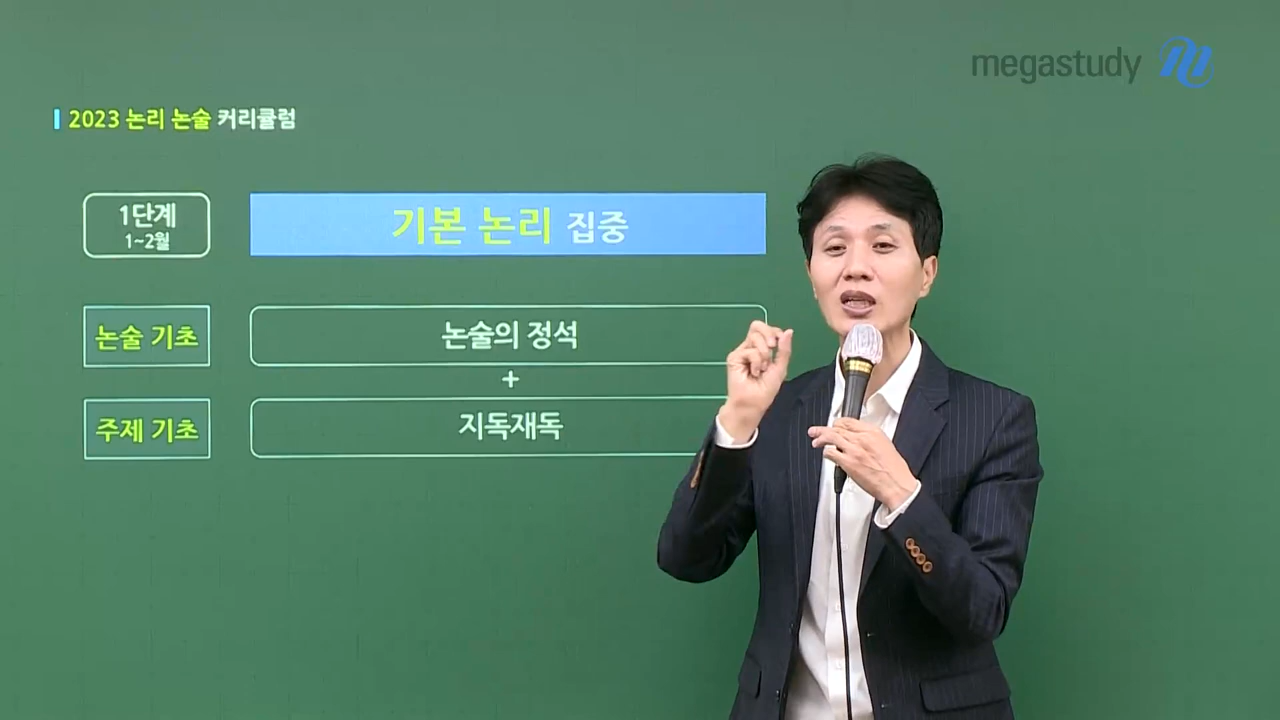 megastudy
2023 논리 논술 커리큘럼
1단계
1~2월
기본 논리 집중
논술 기초
논술의 정석
+
주제 기초
지독재독